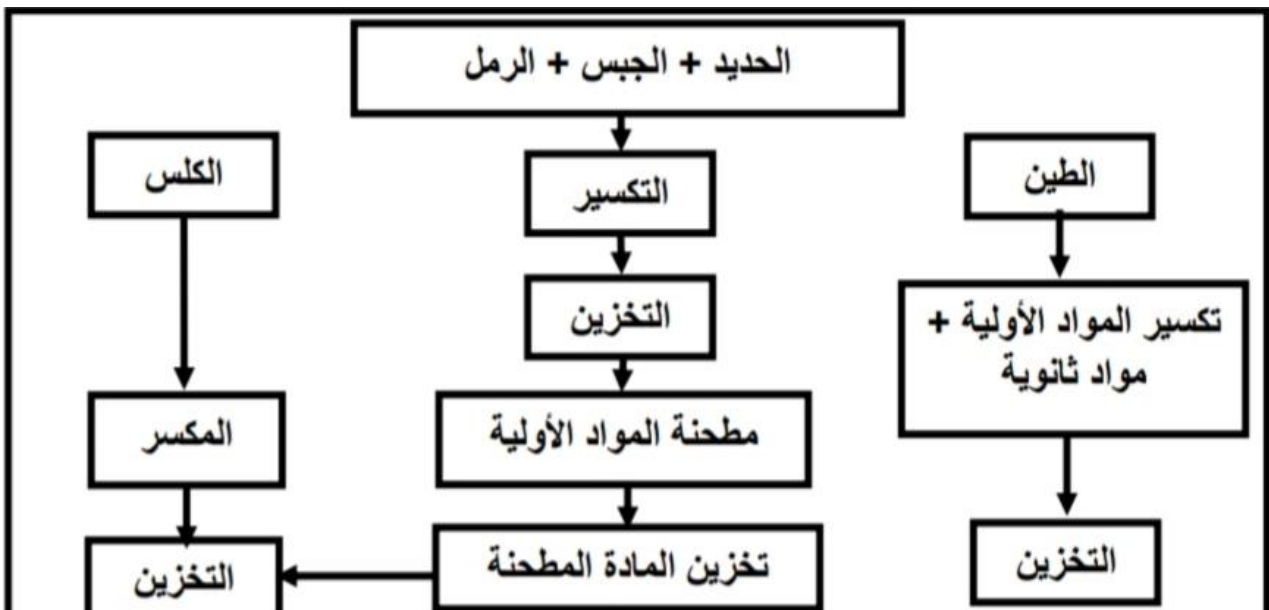 الحديد + الجبس + الرمل
الطين
التكسير
الكلس
التخزين
تكسير المواد الأولية +
مواد ثانوية
مطحنة المواد الأولية
المكسر
التخزين
تخزين المادة المطحنة
التخزين